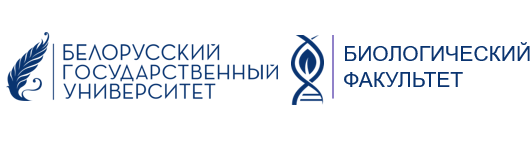 БЕЛОРУССКИЙ
ГОСУДАРСТВЕННЫЙ
УНИВЕРСИТЕТ
БИОЛОГИЧЕСКИЙ
ФАКУЛЬТЕТ